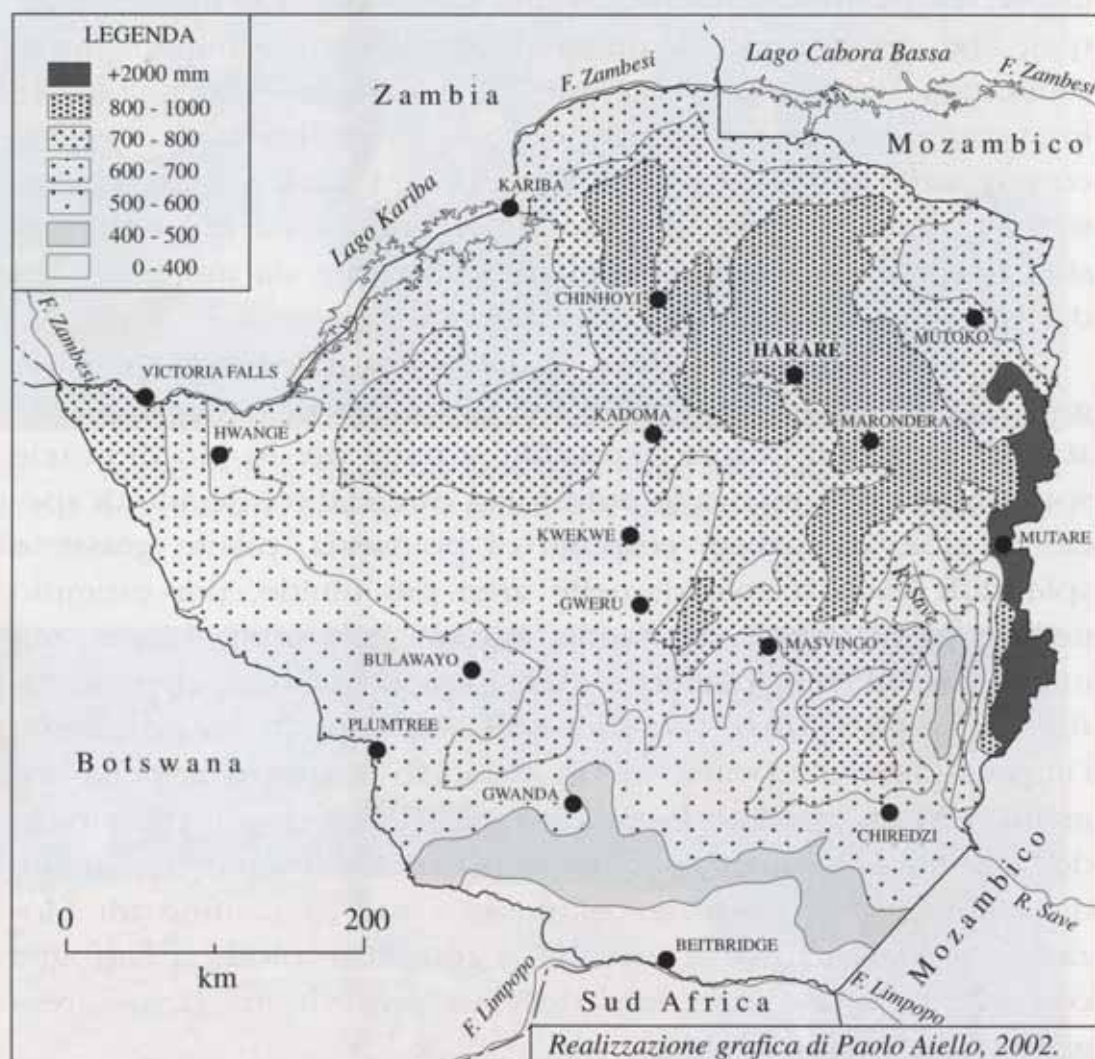 LEGENDA
+2000 mm
800 - 1000
700 - 800
600 - 700
500 - 600
400 - 500
0 - 400
Lago Cabora Bassa
F. Zambesi
F. Zambesi
Zambia
Mozambico
KARIBA
Lago Kariba
CHINHOYI
MUTOKO
F. Zambesi
HARARE
VICTORIA FALLS
KADOMA
MARONDERA
HWANGE
KWEKWE
MUTARE
R. Save
GWERU
MASVINGO
BULAWAYO
PLUMTREE
Botswana
GWANDA
CHIREDZI
Mozambico
R. Save
0 200
km
BEITBRIDGE
F. Limpopo
F. Limpopo
Sud Africa
Realizzazione grafica di Paolo Aiello, 2002.